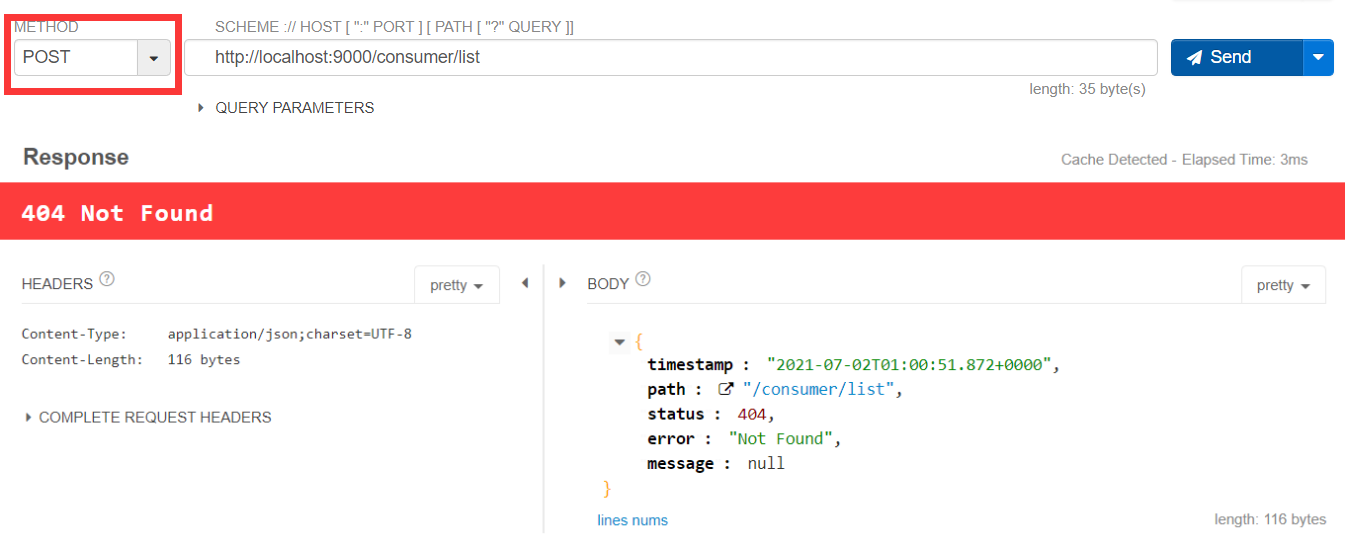 METHOD
SCHEME :// HOST [ ":" PORT ] [ PATH [ "?" QUERY ]]
POST
http://localhost:9000/consumer/list
Send
length: 35 byte(s)
QUERY PARAMETERS
Response
Cache Detected - Elapsed Time: 3ms
404 Not Found
HEADERS ?
pretty
BODY ?
pretty
Content-Type: application/json;charset=UTF-8
Content-Length: 116 bytes
COMPLETE REQUEST HEADERS
{
timestamp : "2021-07-02T01:00:51.872+0000",
path : "/consumer/list",
status : 404,
error : "Not Found",
message : null
}
lines nums
length: 116 bytes